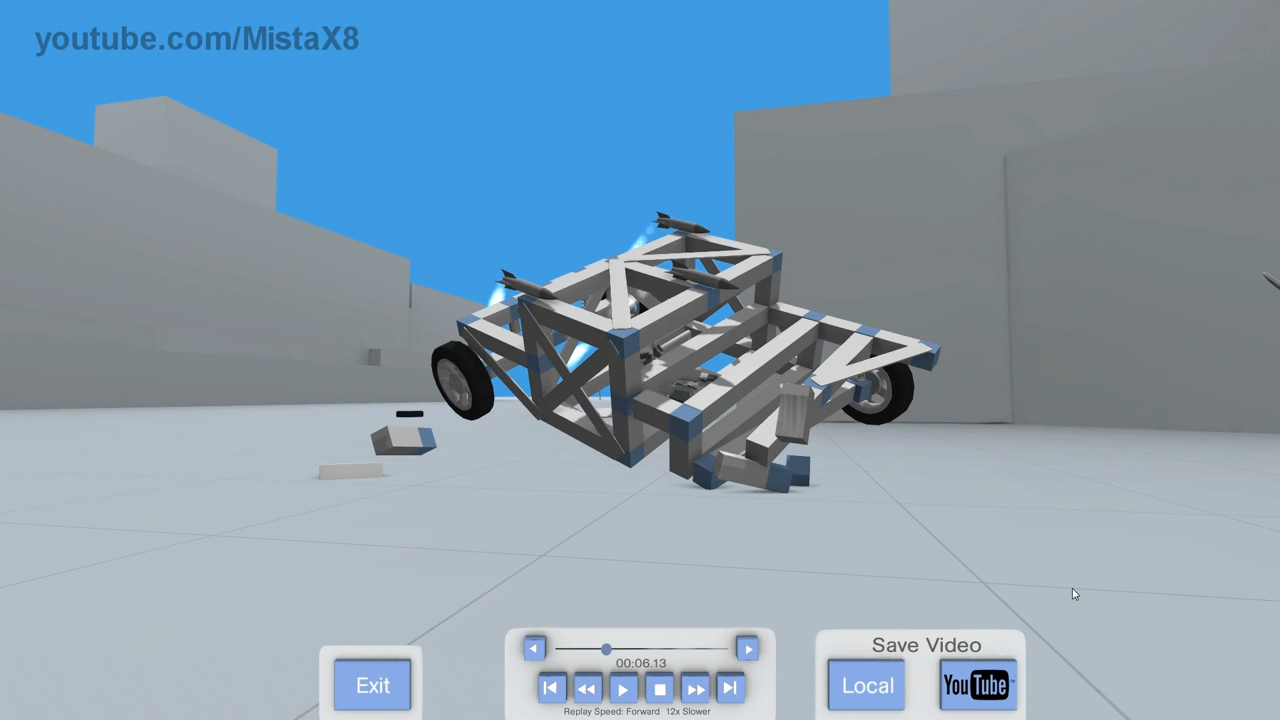 youtube.com/MistaX8
Save Video
00:06.13
Exit
Local
YouTube
Replay Speed: Forward 12x Slower